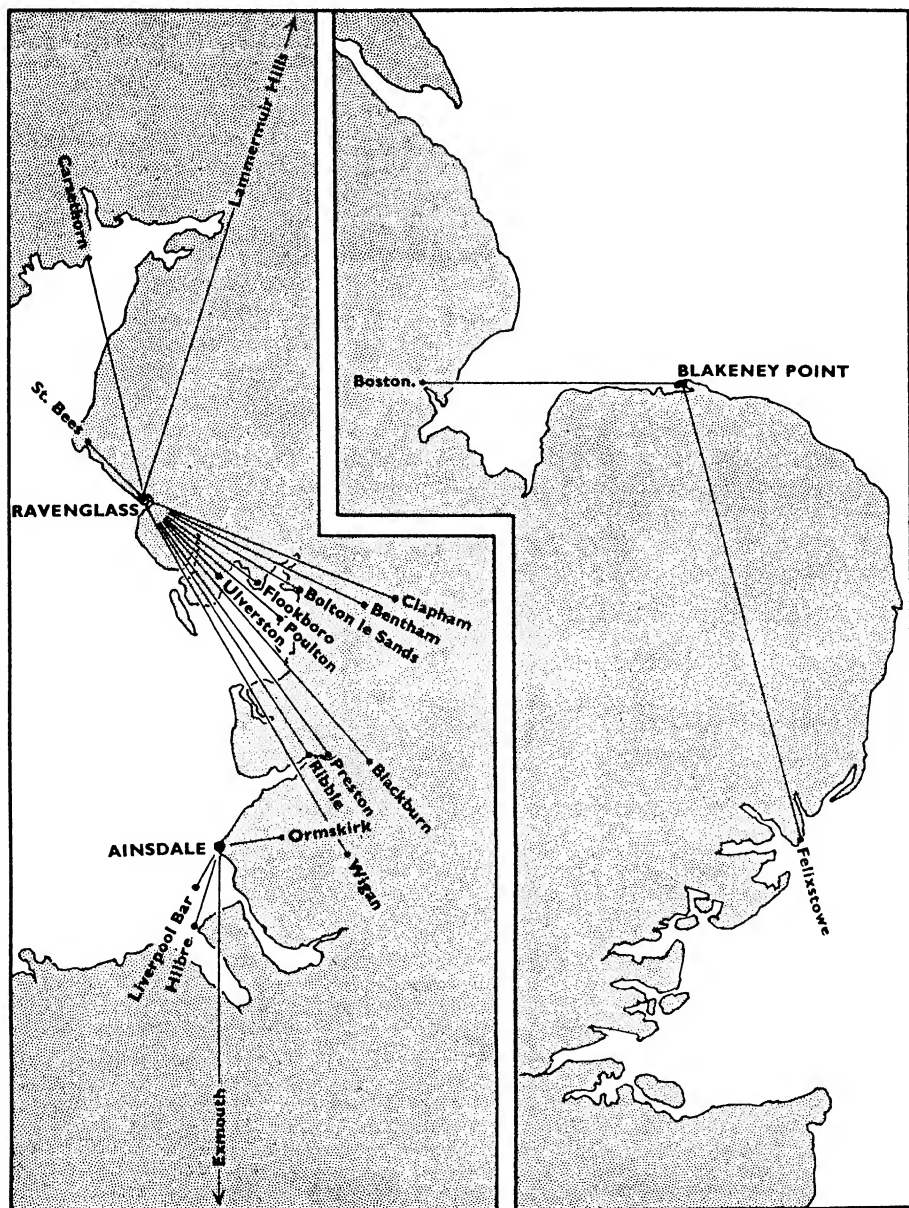 Lammermuir Hills
Carsethorn
St. Bees
RAVENGLASS
Clapham
Bentham
Bolton le Sands
Flookboro
Poulton
Ulverston
Blackburn
Preston
Ribble
Wigan
Ormskirk
AINSDALE
Liverpool Bar
Hilbre
Exmouth
Boston.
BLAKENEY POINT
Felixstowe